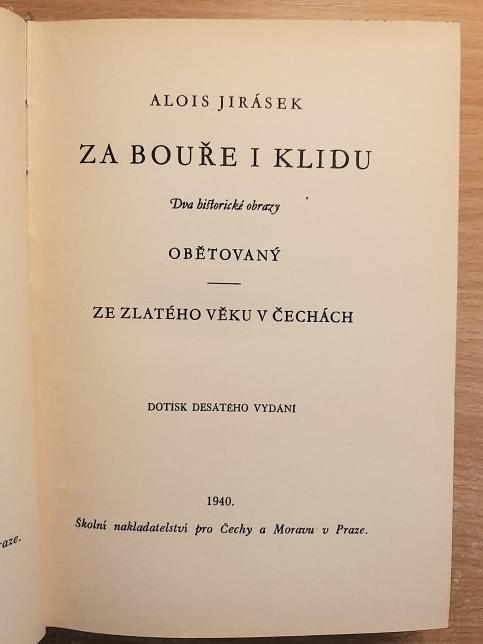 ALOIS JIRÁSEK
ZA BOUŘE I KLIDU
Dva historické obrazy
OBĚTOVANÝ
ZE ZLATÉHO VĚKU V ČECHÁCH
DOTISK DESÁTÉHO VYDÁNÍ
1940.
Školní nakladatelství pro Čechy a Moravu v Praze.
raze.